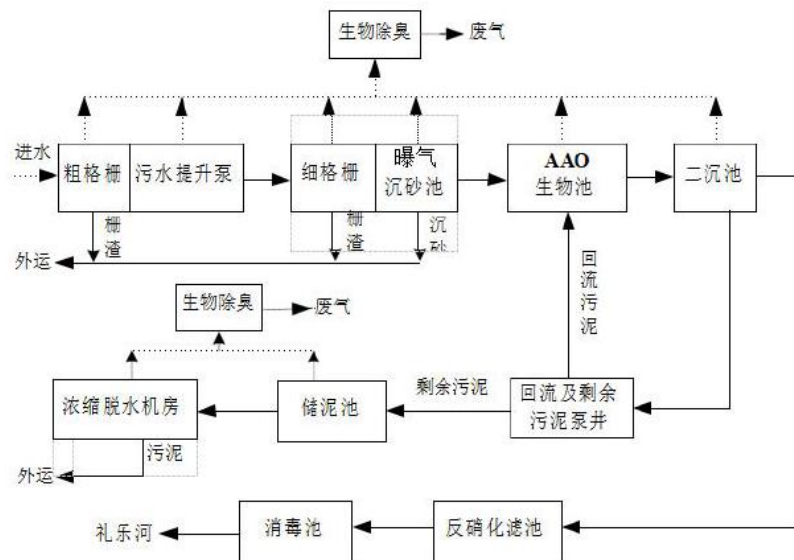 生物除臭
废气
进水
粗格栅
污水提升泵
细格栅
曝气
沉砂池
AAO
生物池
二沉池
栅渣
栅渣
沉砂
外运
回流污泥
生物除臭
废气
浓缩脱水机房
储泥池
剩余污泥
回流及剩余
污泥泵井
污泥
外运
礼乐河
消毒池
反硝化滤池